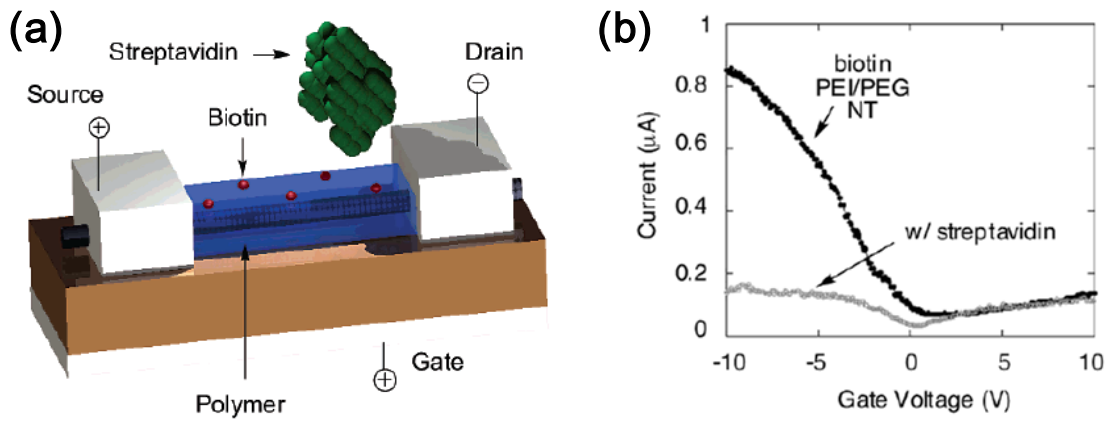 (a)
Streptavidin
Drain
−
Source
+
Biotin
Gate
+
Polymer
(b)
1
0.8
0.6
0.4
0.2
0
Current (μA)
biotin
PEI/PEG
NT
w/ streptavidin
-10
-5
0
5
10
Gate Voltage (V)